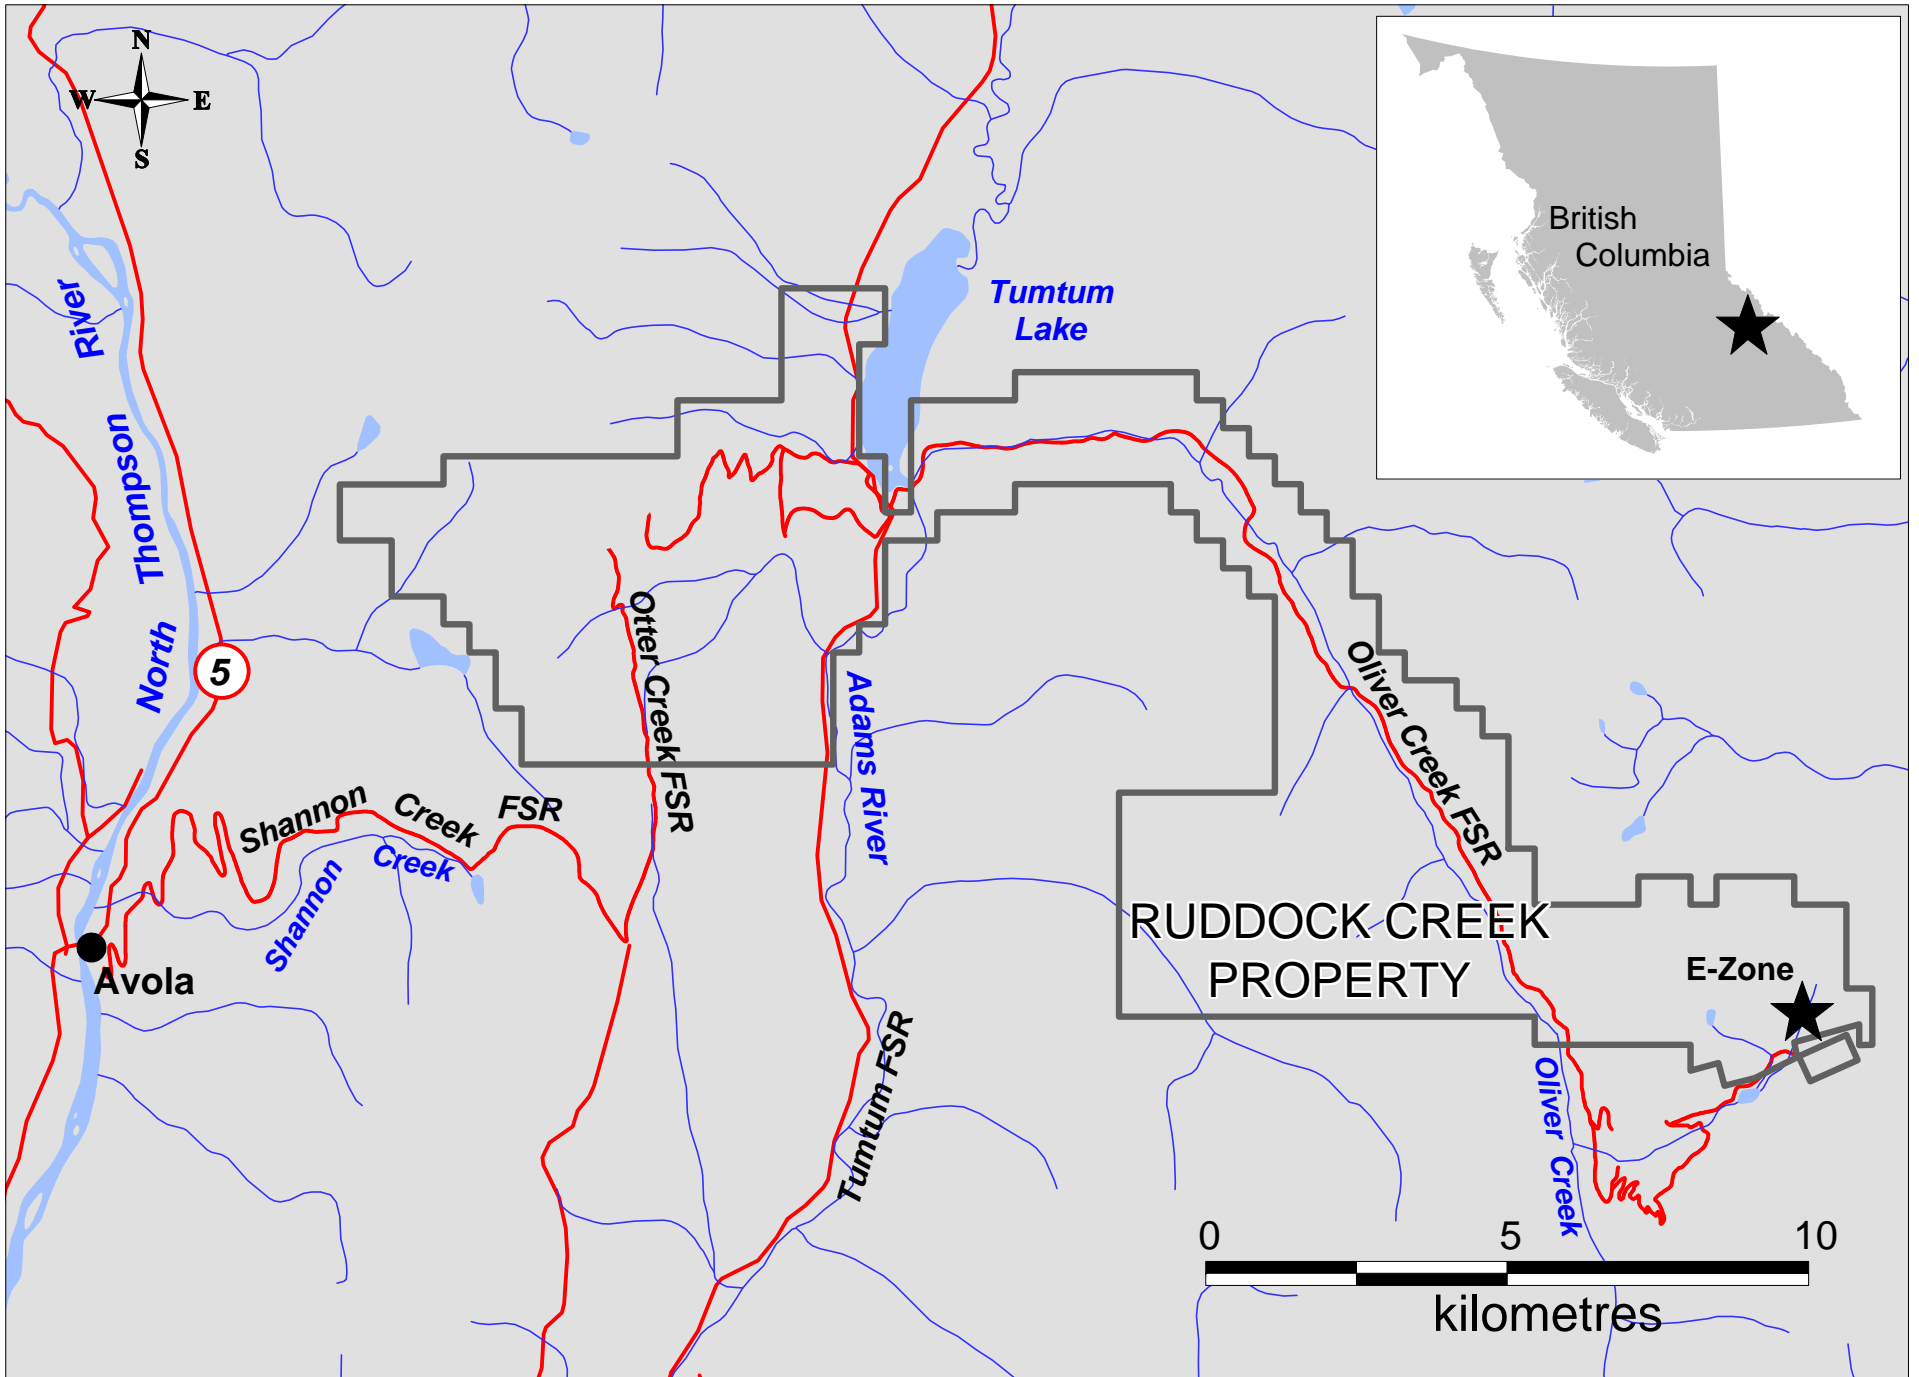 N
W
E
S
British
Columbia
Tumtum
Lake
North Thompson River
5
Otter Creek FSR
Adams River
Oliver Creek FSR
Shannon Creek FSR
Shannon Creek
RUDDOCK CREEK
PROPERTY
E-Zone
Avola
Tumtum FSR
Oliver Creek
0 5 10
kilometres